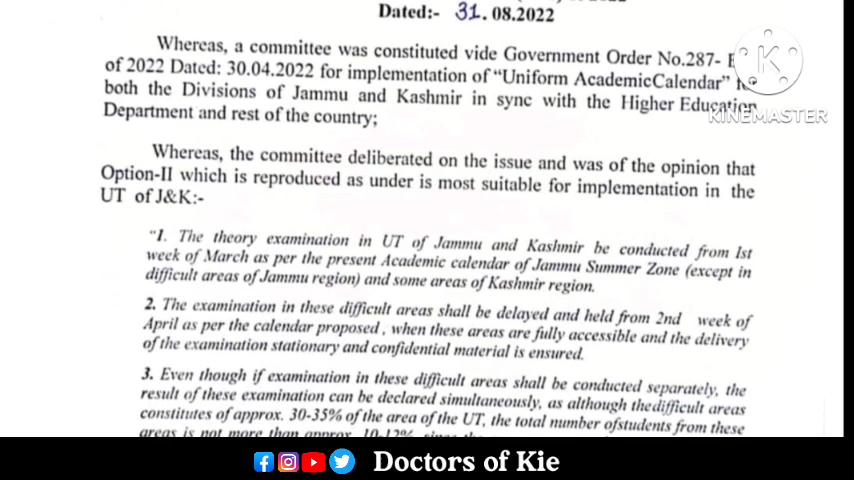 Dated:- 31.08.2022
Whereas, a committee was constituted vide Government Order No.287-
of 2022 Dated: 30.04.2022 for implementation of "Uniform AcademicCalendar"
both the Divisions of Jammu and Kashmir in sync with the Higher Education
Department and rest of the country;
K
KINEMASTER
Whereas, the committee deliberated on the issue and was of the opinion that
Option-II which is reproduced as under is most suitable for implementation in the
UT of J&K:-
"1. The theory examination in UT of Jammu and Kashmir be conducted from Ist
week of March as per the present Academic calendar of Jammu Summer Zone (except in
difficult areas of Jammu region) and some areas of Kashmir region.
2. The examination in these difficult areas shall be delayed and held from 2nd week of
April as per the calendar proposed, when these areas are fully accessible and the delivery
of the examination stationary and confidential material is ensured.
3. Even though if examination in these difficult areas shall be conducted separately, the
result of these examination can be declared simultaneously, as although thedifficult areas
constitutes of approx. 30-35% of the area of the UT, the total number ofstudents from these
areas is not more than approx. 10-12%
Doctors of Kie